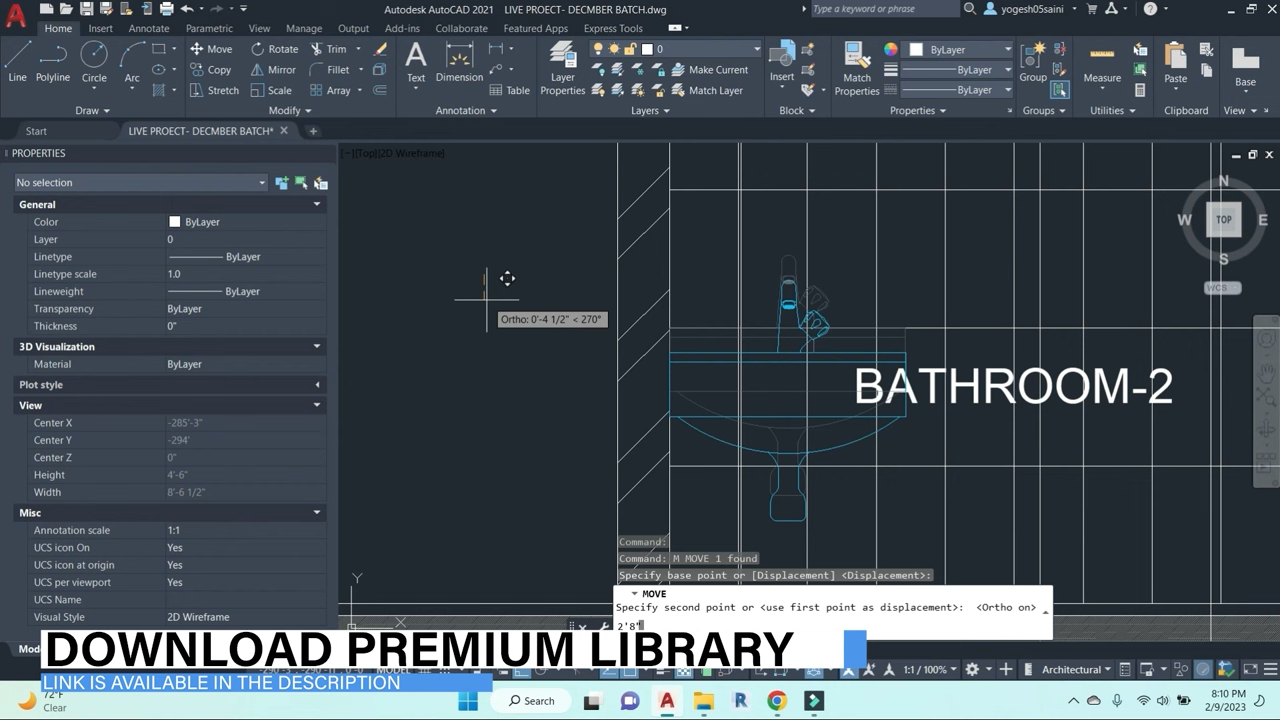 Autodesk AutoCAD 2021 LIVE PROECT- DECMBER BATCH.dwg
Type a keyword or phrase
yogesh05saini
Home Insert Annotate Parametric View Manage Output Add-ins Collaborate Featured Apps Express Tools
Line Polyline Circle Arc
Move Rotate Trim
Copy Mirror Fillet
Stretch Scale Array
Text Dimension Table
Layer Properties
0
Make Current
Match Layer
Insert
Match Properties
ByLayer
ByLayer
ByLayer
Group Measure Paste Base
Draw Modify Annotation Layers Block Properties Groups Utilities Clipboard View
Start LIVE PROECT- DECMBER BATCH*
PROPERTIES
[−][Top][2D Wireframe]
No selection
General
Color ByLayer
Layer 0
Linetype ByLayer
Linetype scale 1.0
Lineweight ByLayer
Transparency ByLayer
Thickness 0"
3D Visualization
Material ByLayer
Plot style
View
Center X -285'-3"
Center Y -294'
Center Z 0"
Height 4'-6"
Width 8'-6 1/2"
Misc
Annotation scale 1:1
UCS icon On Yes
UCS icon at origin Yes
UCS per viewport Yes
UCS Name
Visual Style 2D Wireframe
N
W TOP E
S
WCS
Ortho: 0'-4 1/2" < 270°
BATHROOM-2
Y
X
Command:
Command: M MOVE 1 found
Specify base point or [Displacement] <Displacement>:
MOVE
Specify second point or <use first point as displacement>: <Ortho on>
2'8"
DOWNLOAD PREMIUM LIBRARY
LINK IS AVAILABLE IN THE DESCRIPTION
1:1 / 100%
Architectural
72°F
Clear
Search
8:10 PM
2/9/2023